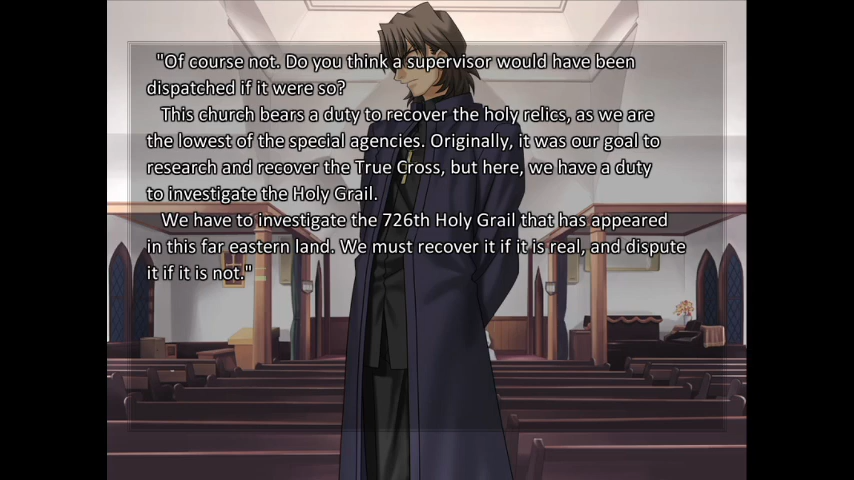 "Of course not. Do you think a supervisor would have been
dispatched if it were so?
This church bears a duty to recover the holy relics, as we are
the lowest of the special agencies. Originally, it was our goal to
research and recover the True Cross, but here, we have a duty
to investigate the Holy Grail.
We have to investigate the 726th Holy Grail that has appeared
in this far eastern land. We must recover it if it is real, and dispute
it if it is not."